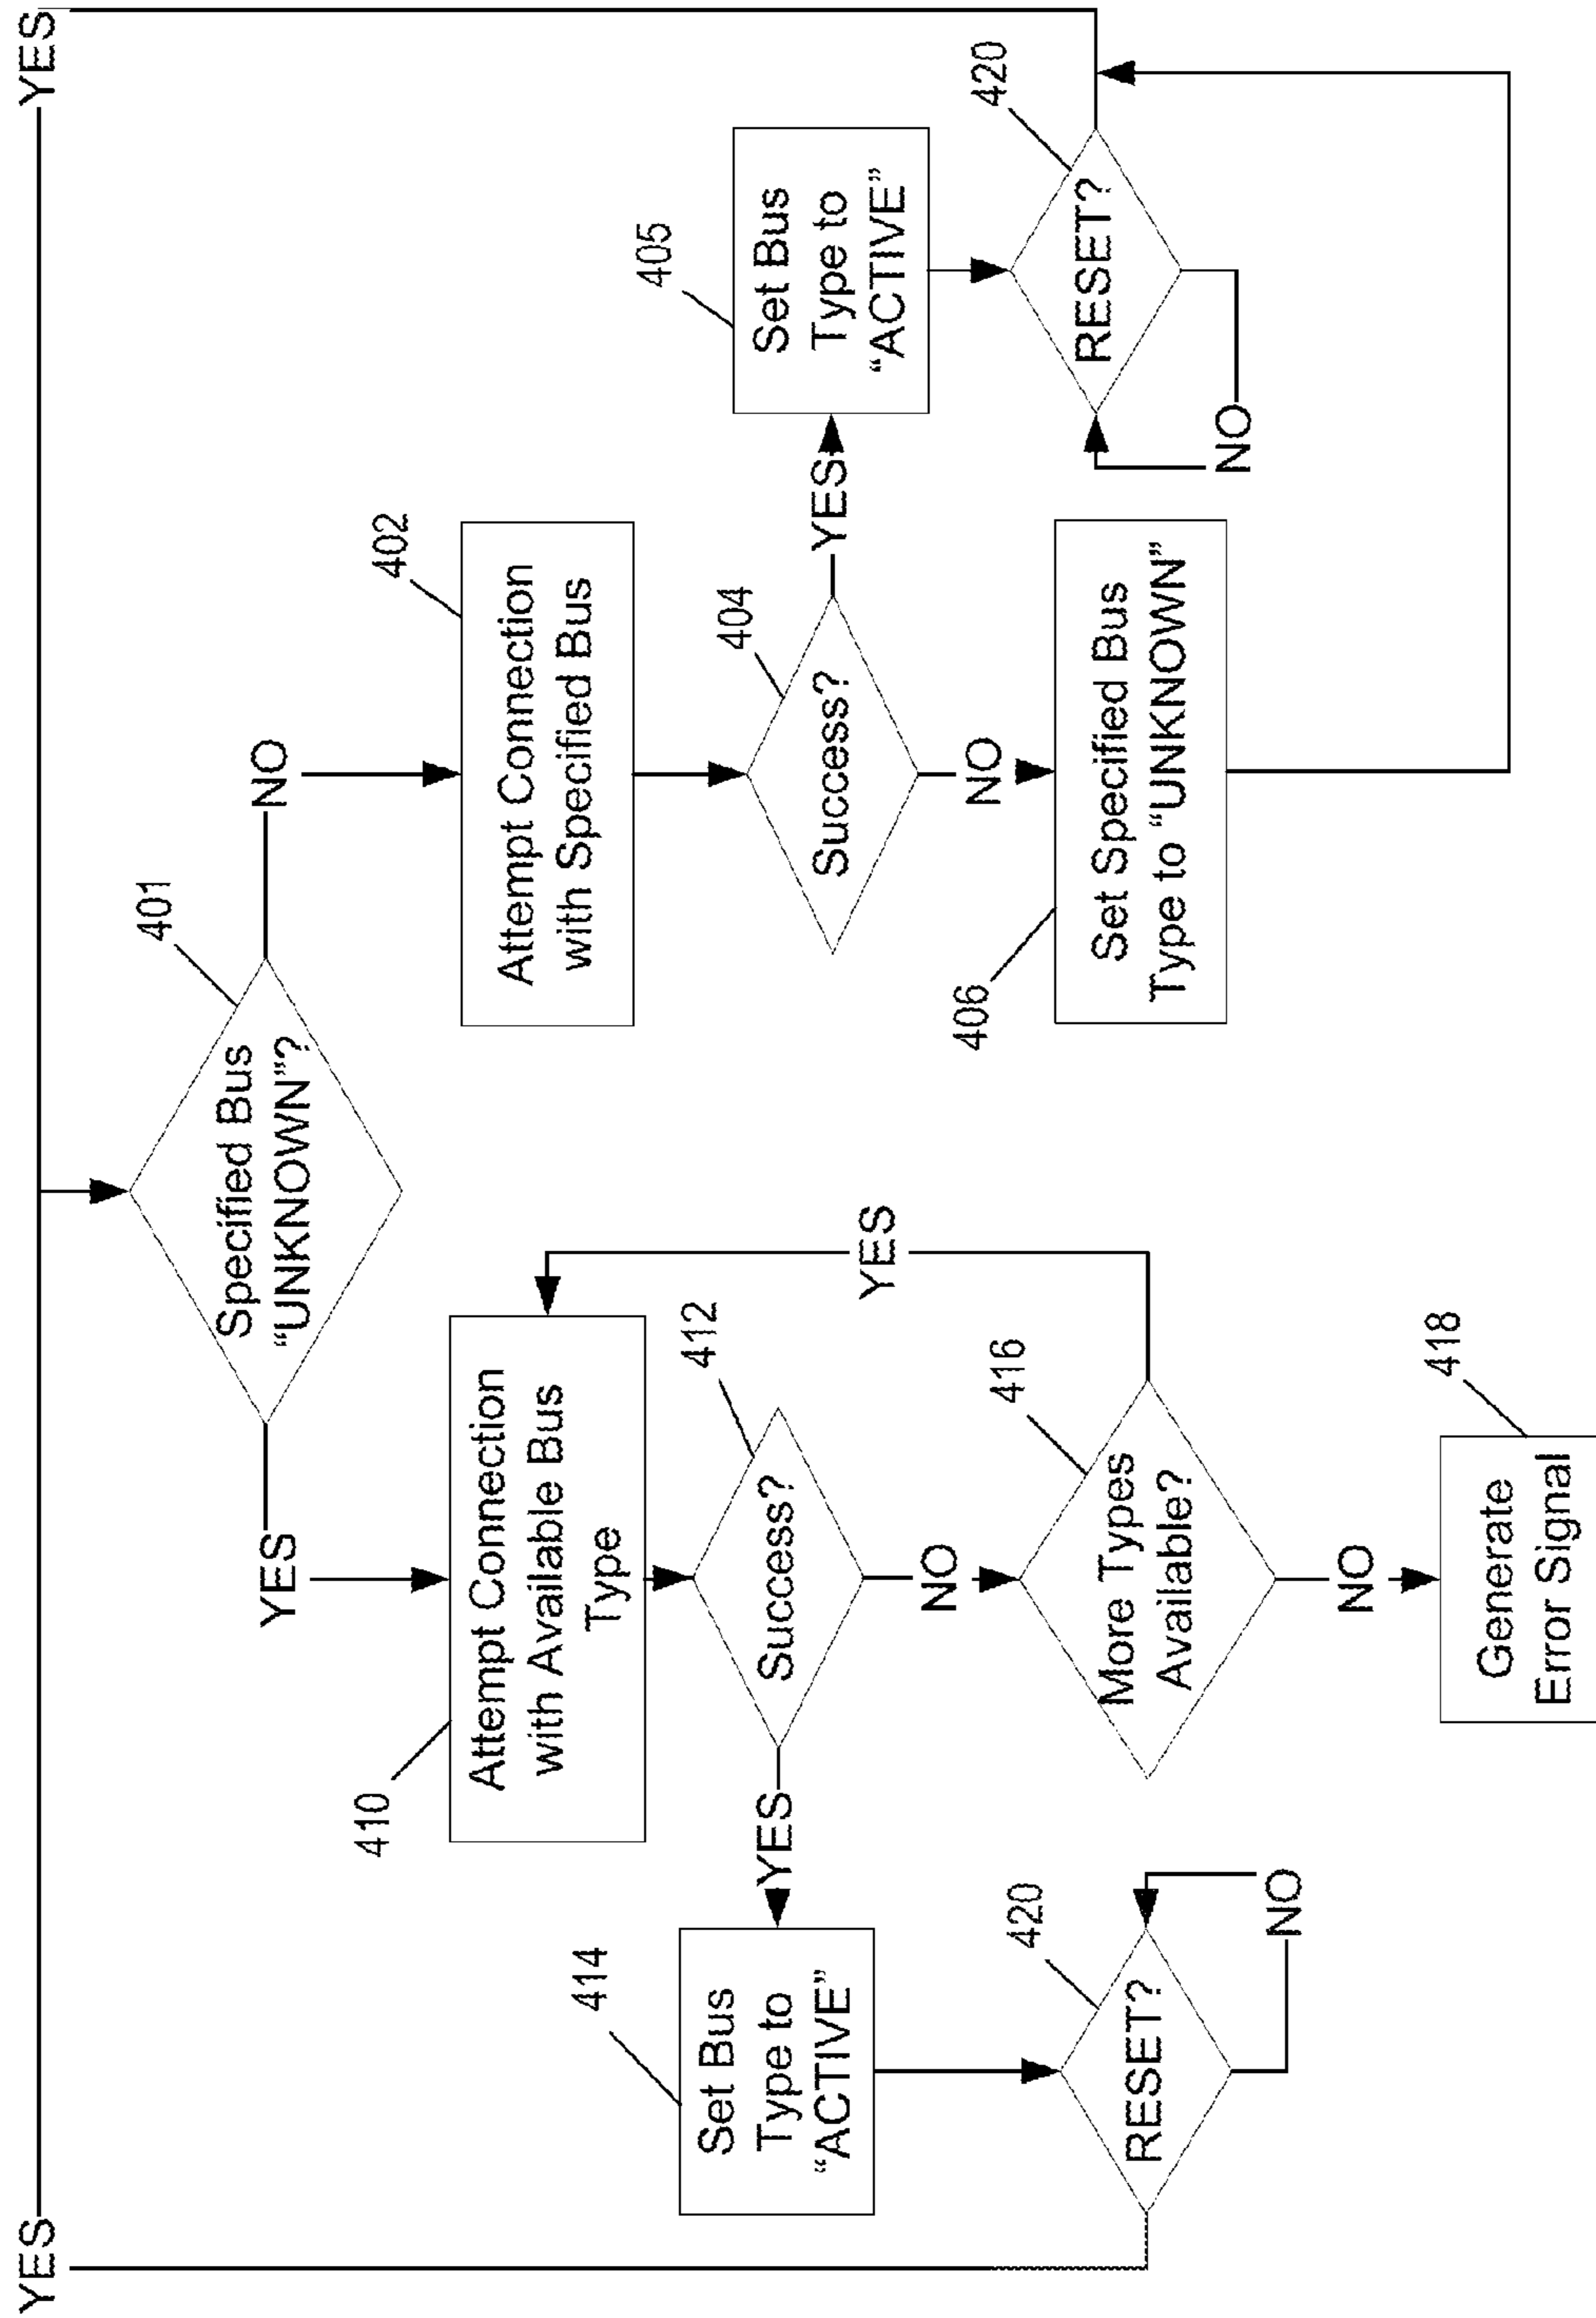 YES
YES
401
Specified Bus
“UNKNOWN”?
YES
NO
410
Attempt Connection
with Available Bus
Type
402
Attempt Connection
with Specified Bus
412
Success?
YES
NO
404
Success?
YES
NO
414
Set Bus
Type to
“ACTIVE”
405
Set Bus
Type to
“ACTIVE”
YES
420
RESET?
NO
416
More Types
Available?
NO
406
Set Specified Bus
Type to “UNKNOWN”
420
RESET?
NO
418
Generate
Error Signal